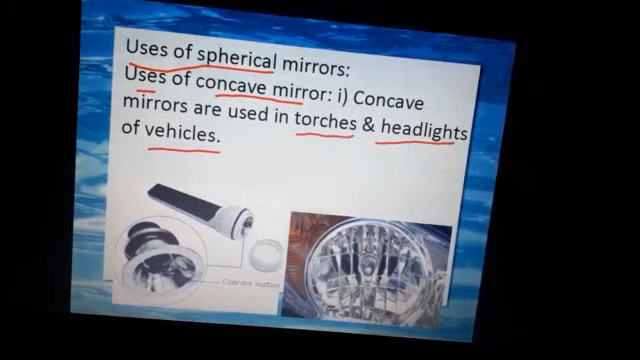 Uses of spherical mirrors:
Uses of concave mirror: i) Concave
mirrors are used in torches & headlights
of vehicles.
Concave surface